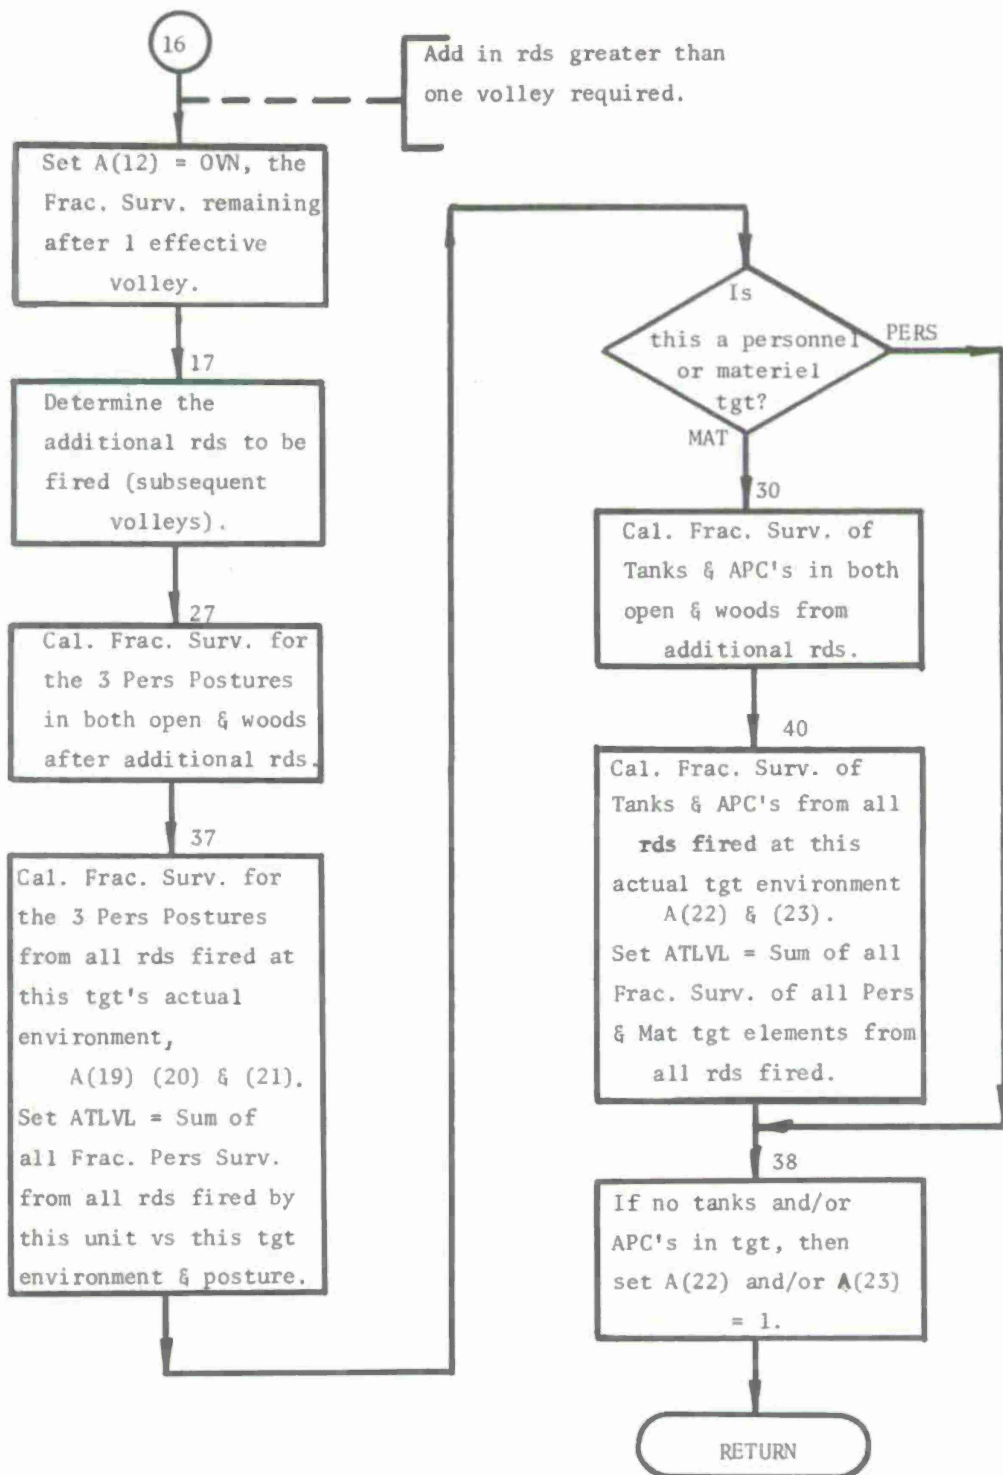 16
Add in rds greater than
one volley required.
Set A(12) = OVN, the
Frac. Surv. remaining
after 1 effective
volley.
17
Determine the
additional rds to be
fired (subsequent
volleys).
27
Cal. Frac. Surv. for
the 3 Pers Postures
in both open & woods
after additional rds.
37
Cal. Frac. Surv. for
the 3 Pers Postures
from all rds fired at
this tgt's actual
environment,
A(19) (20) & (21).
Set ATLVL = Sum of
all Frac. Pers Surv.
from all rds fired by
this unit vs this tgt
environment & posture.
Is
this a personnel
or materiel
tgt?
PERS
MAT
30
Cal. Frac. Surv. of
Tanks & APC's in both
open & woods from
additional rds.
40
Cal. Frac. Surv. of
Tanks & APC's from all
rds fired at this
actual tgt environment
A(22) & (23).
Set ATLVL = Sum of all
Frac. Surv. of all Pers
& Mat tgt elements from
all rds fired.
38
If no tanks and/or
APC's in tgt, then
set A(22) and/or A(23)
= 1.
RETURN